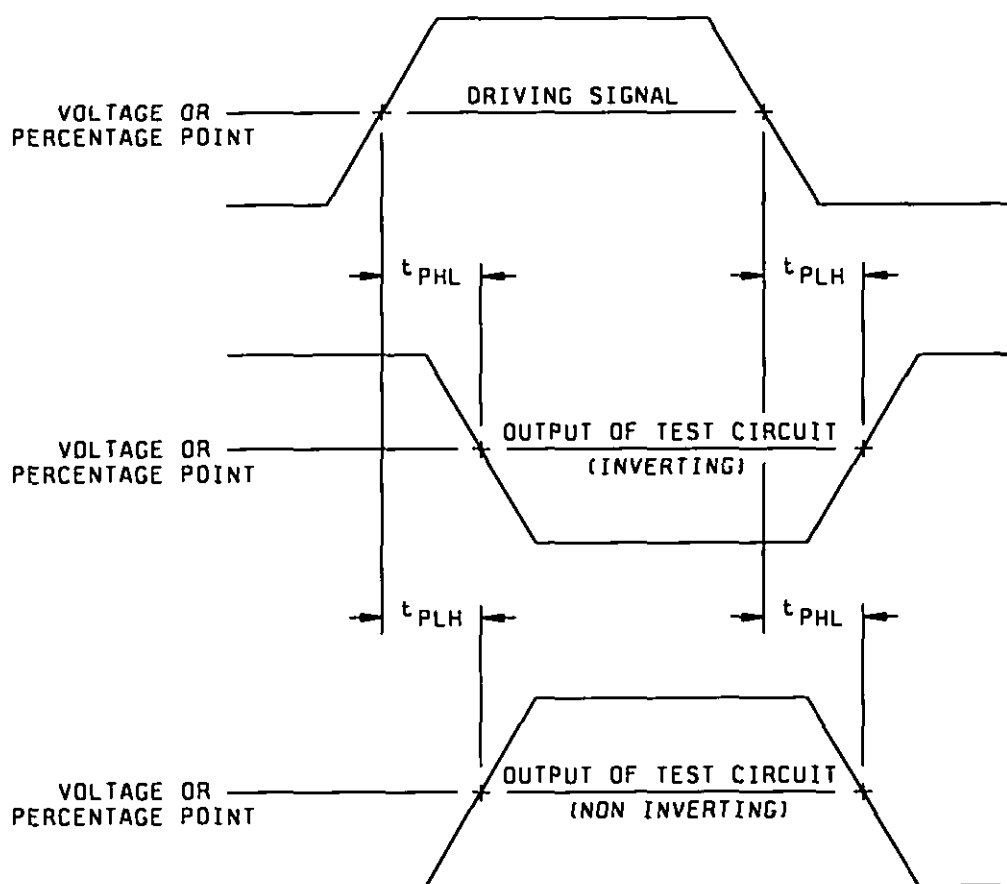 DRIVING SIGNAL
VOLTAGE OR
PERCENTAGE POINT
tPHL
tPLH
OUTPUT OF TEST CIRCUIT
VOLTAGE OR
(INVERTING)
PERCENTAGE POINT
tPLH
tPHL
OUTPUT OF TEST CIRCUIT
VOLTAGE OR
(NON INVERTING)
PERCENTAGE POINT